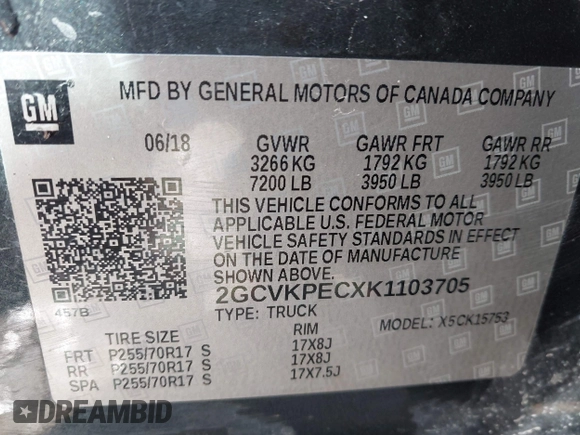 GM
MFD BY GENERAL MOTORS OF CANADA COMPANY
06/18 GVWR GAWR FRT GAWR RR
3266 KG 1792 KG 1792 KG
7200 LB 3950 LB 3950 LB
THIS VEHICLE CONFORMS TO ALL
APPLICABLE U.S. FEDERAL MOTOR
VEHICLE SAFETY STANDARDS IN EFFECT
ON THE DATE OF MANUFACTURE
SHOWN ABOVE
2GCVKPECXK1103705
457B TYPE: TRUCK MODEL: X5CK15753
TIRE SIZE RIM
FRT P255/70R17 S 17X8J
RR P255/70R17 S 17X8J
SPA P255/70R17 S 17X7.5J
DREAMBID